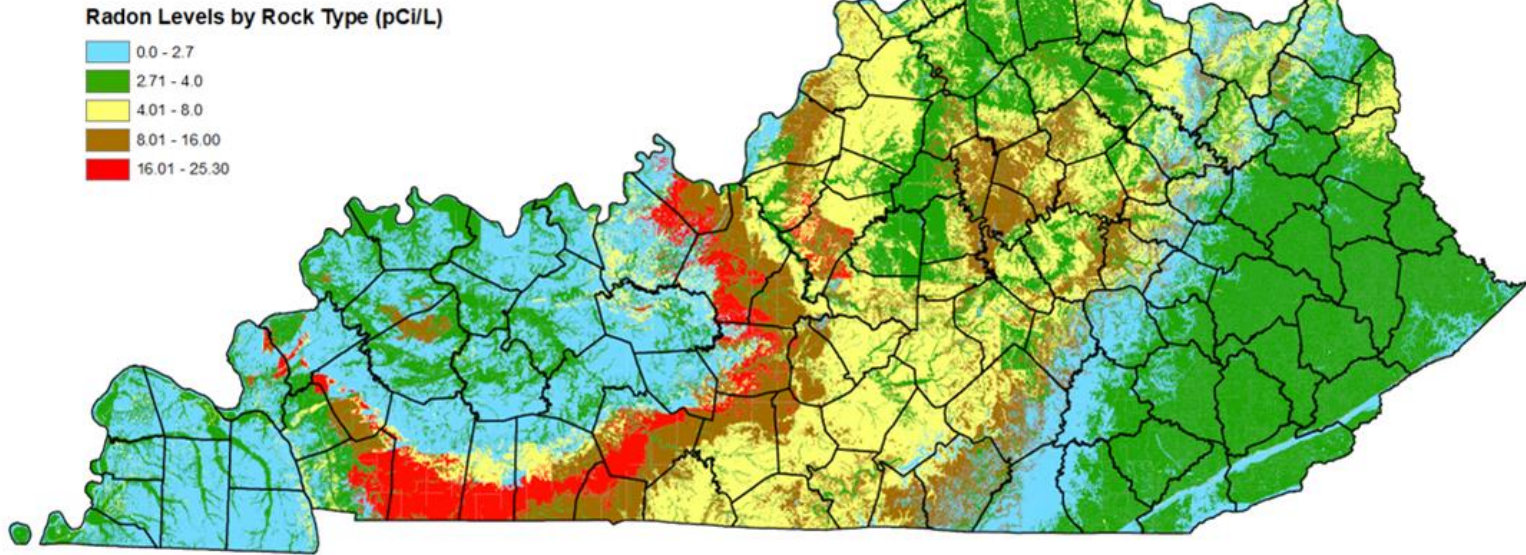 Radon Levels by Rock Type (pCi/L)
0.0 - 2.7
2.71 - 4.0
4.01 - 8.0
8.01 - 16.00
16.01 - 25.30